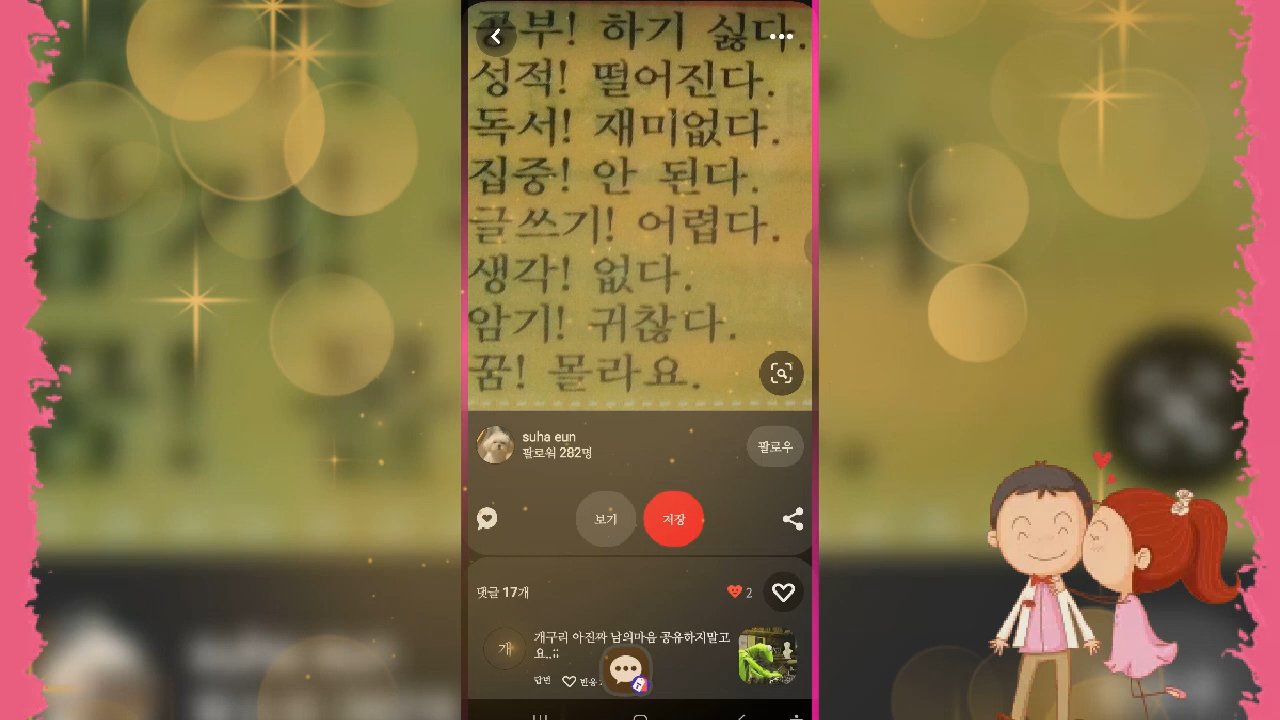 공부! 하기 싫다.
성적! 떨어진다.
독서! 재미없다.
집중! 안 된다.
글쓰기! 어렵다.
생각! 없다.
암기! 귀찮다.
꿈! 몰라요.
suha eun
팔로워 282명
팔로우
보기
저장
댓글 17개
2
개
개구리 아진짜 남의마음 공유하지말고
요..;;
답변
반응